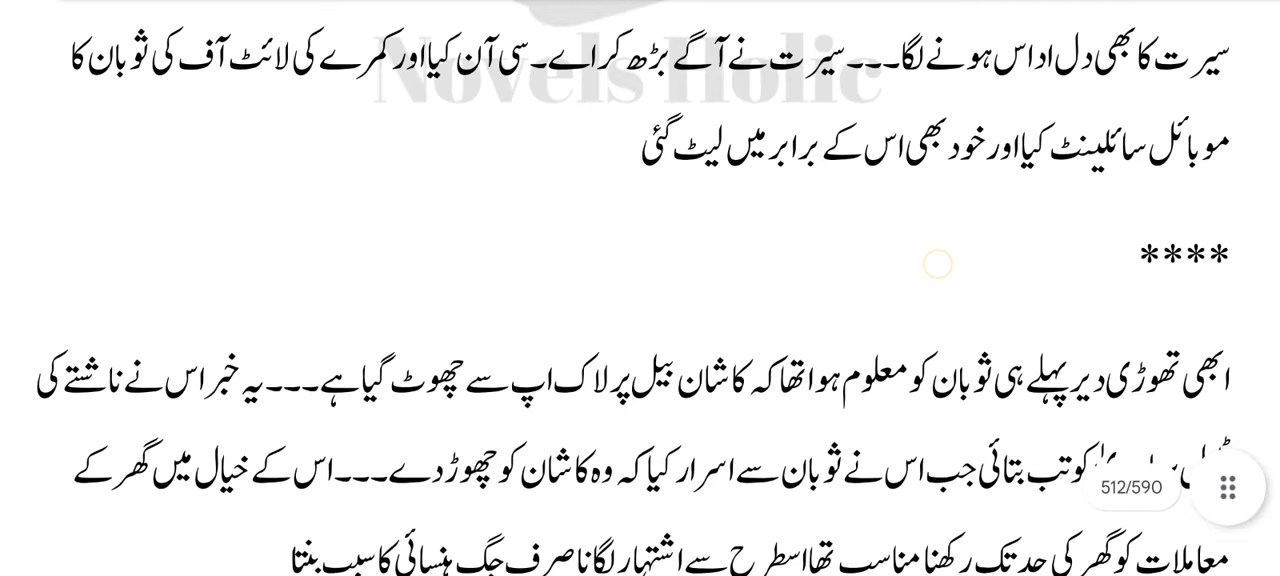 Novels Holic
سیرت کا بھی دل اداس ہونے لگا۔۔۔ سیرت نے آگے بڑھ کر اے۔ سی آن کیا اور کمرے کی لائٹ آف کی ثوبان کا
موبائل سائلینٹ کیا اور خود بھی اس کے برابر میں لیٹ گئی
****
ابھی تھوڑی دیر پہلے ہی ثوبان کو معلوم ہوا تھا کہ کاشان بیل پر لاک اپ سے چھوٹ گیا ہے۔۔۔ یہ خبر اس نے ناشتے کی
کو تب بتائی جب اس نے ثوبان سے اسرار کیا کہ وہ کاشان کو چھوڑ دے۔۔۔ اس کے خیال میں گھر کے
512/590
معاملات کو گھر کی حد تک رکھنا مناسب تھا اسطرح سے اشتہار لگانا صرف جگ ہنسائی کا سبب بنتا